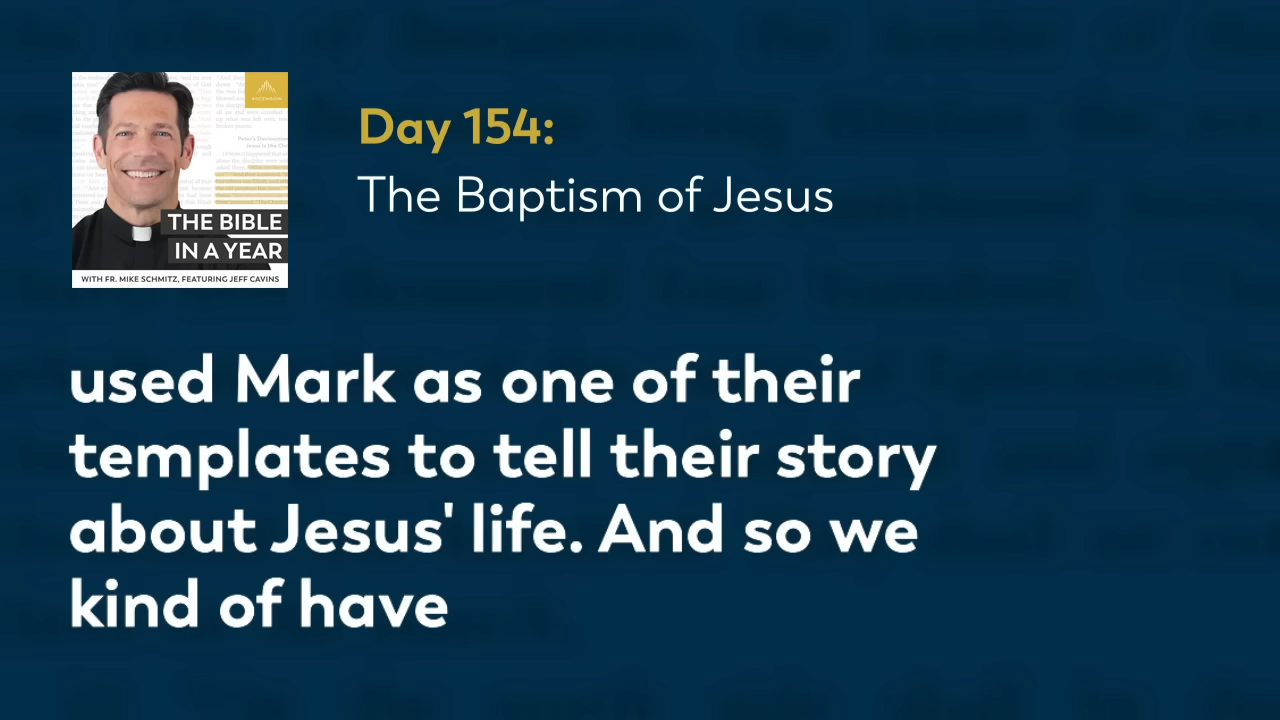 ASCENSION
THE BIBLE
IN A YEAR
WITH FR. MIKE SCHMITZ, FEATURING JEFF CAVINS
Day 154:
The Baptism of Jesus
used Mark as one of their
templates to tell their story
about Jesus' life. And so we
kind of have